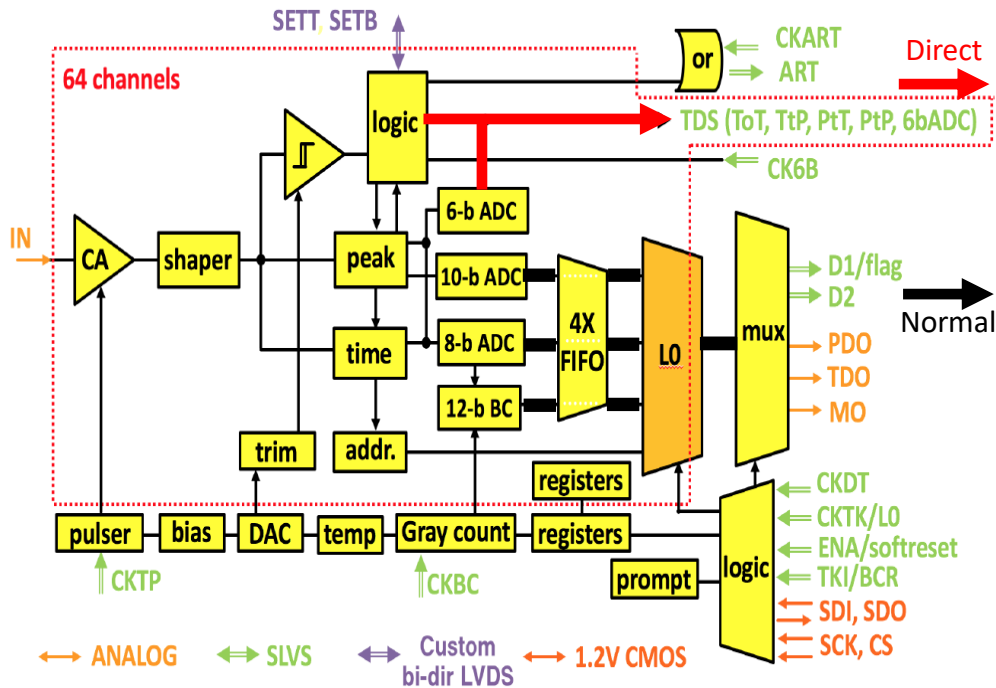 SETT, SETB
64 channels
or
CKART
ART
Direct
logic
TDS (ToT, TtP, PtT, PtP, 6bADC)
CK6B
IN
CA
shaper
peak
6-b ADC
10-b ADC
4X
FIFO
L0
mux
D1/flag
D2
Normal
time
8-b ADC
12-b BC
PDO
TDO
MO
trim
addr.
registers
CKDT
pulser
bias
DAC
temp
Gray count
registers
CKTK/L0
ENA/softreset
prompt
logic
TKI/BCR
CKTP
CKBC
SDI, SDO
SCK, CS
ANALOG
SLVS
Custom
bi-dir LVDS
1.2V CMOS